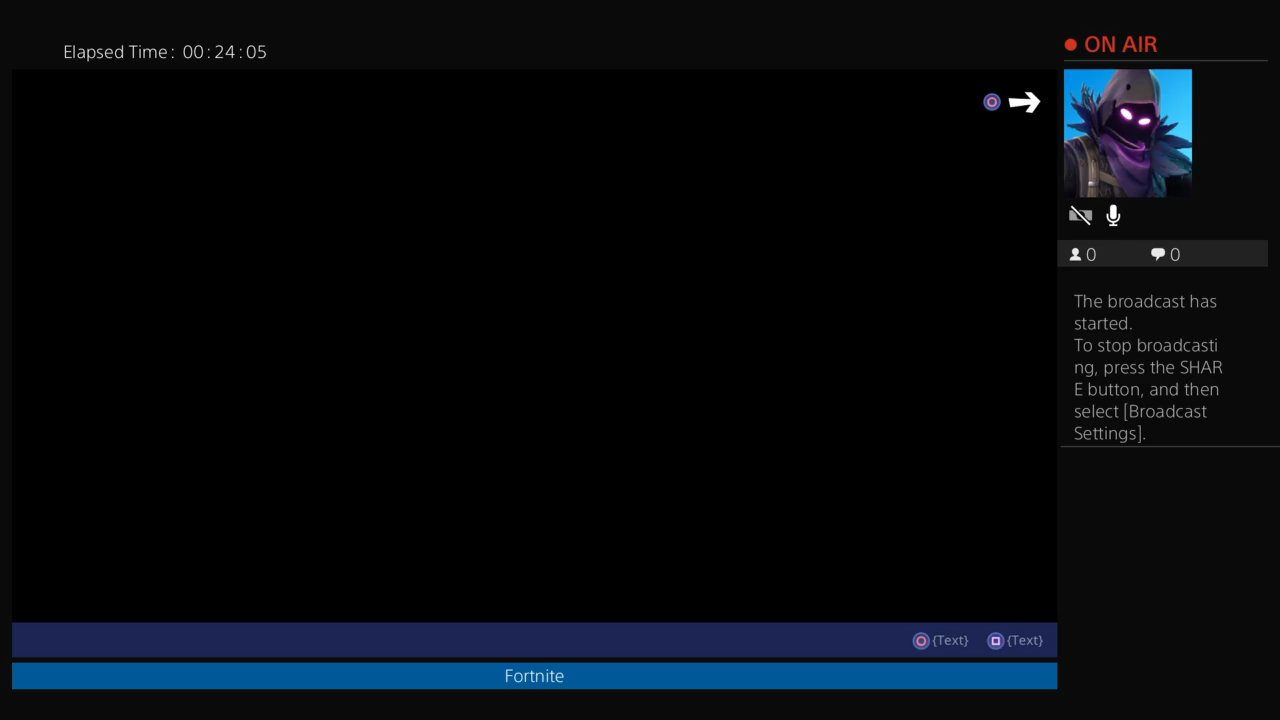 Elapsed Time: 00:24:05
ON AIR
0 0
The broadcast has
started.
To stop broadcasti
ng, press the SHAR
E button, and then
select [Broadcast
Settings].
{Text} {Text}
Fortnite